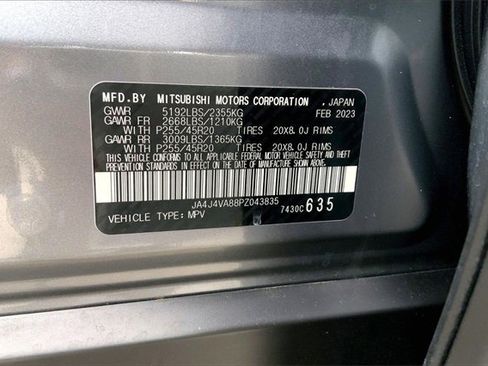 MFD.BY MITSUBISHI MOTORS CORPORATION , JAPAN
GVWR 5192LBS/2355KG FEB 2023
GAWR FR 2668LBS/1210KG
WITH P255/45R20 TIRES 20X8.0J RIMS
GAWR RR 3009LBS/1365KG
WITH P255/45R20 TIRES 20X8.0J RIMS
THIS VEHICLE CONFORMS TO ALL APPLICABLE FEDERAL MOTOR VEHICLE SAFETY AND THEFT
PREVENTION STANDARDS IN EFFECT ON THE DATE OF MANUFACTURE SHOWN ABOVE.
JA4J4VA88PZ043835
VEHICLE TYPE: MPV 7430C 635